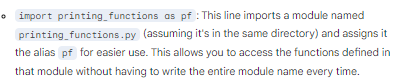 import printing_functions as pf : This line imports a module named
printing_functions.py (assuming it's in the same directory) and assigns it
the alias pf for easier use. This allows you to access the functions defined in
that module without having to write the entire module name every time.